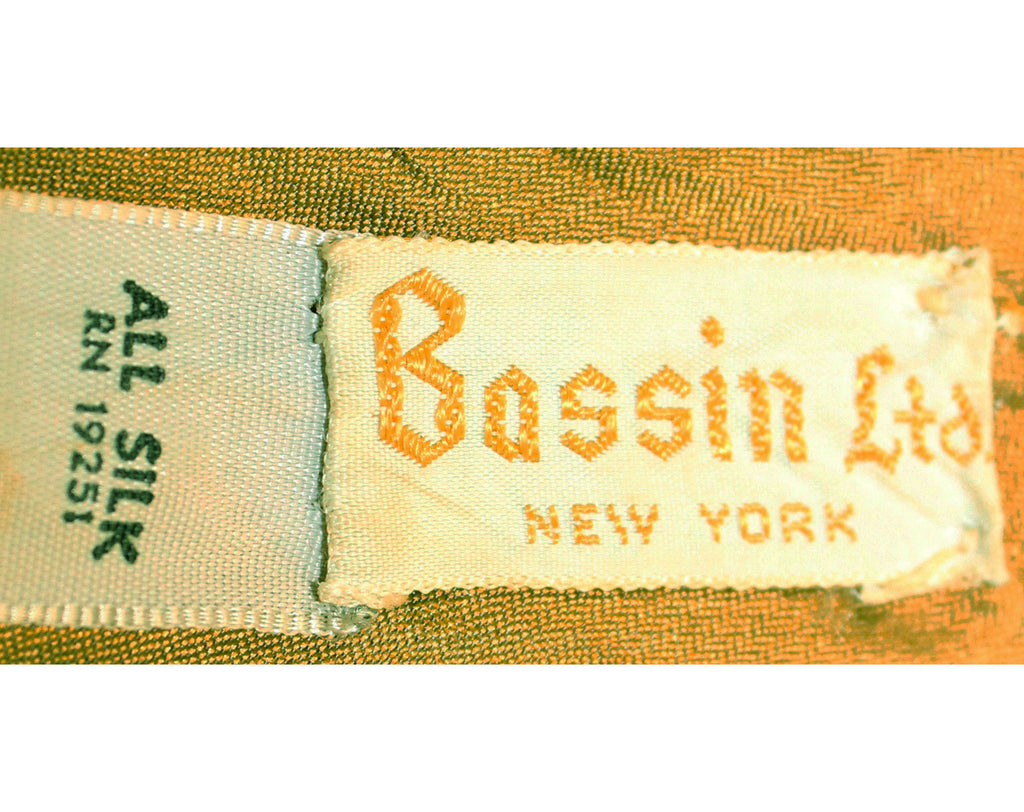 Bassin Ltd
NEW YORK
ALL SILK
RN 19251